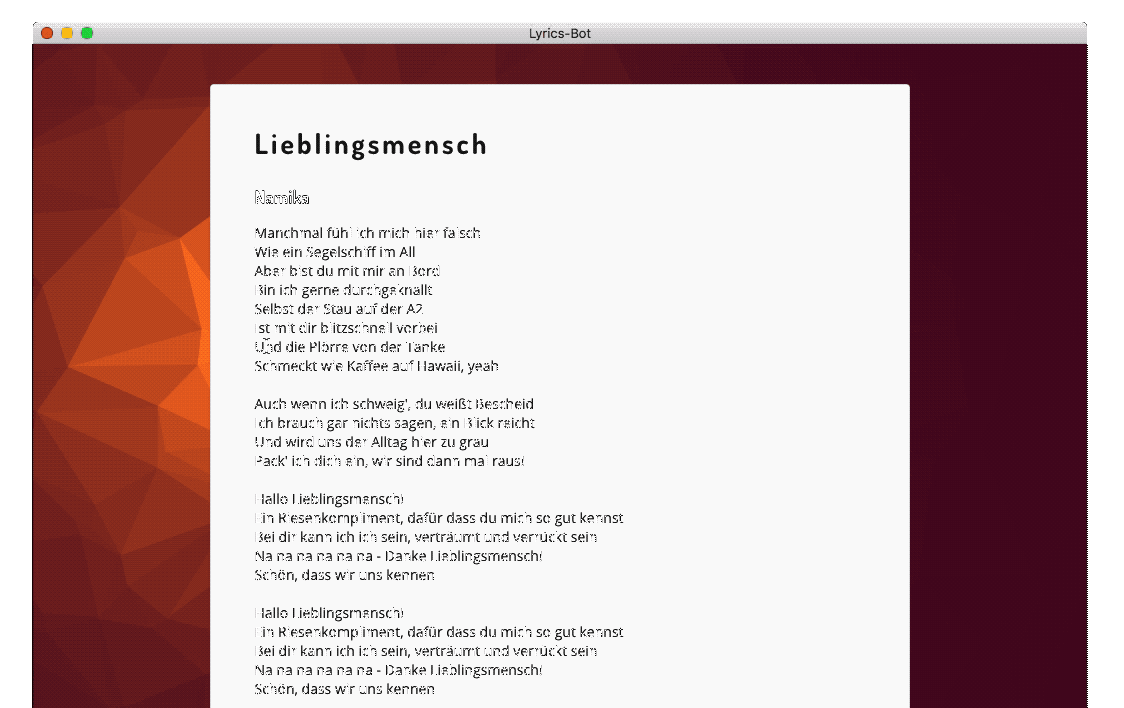 Lyrics-Bot
Lieblingsmensch
Namika
Manchmal fühl ich mich hier falsch
Wie ein Segelschiff im All
Aber bist du mit mir an Bord
Bin ich gerne durchgeknallt
Selbst der Stau auf der A2
Ist mit dir blitzschnell vorbei
Und die Plörre von der Tanke
Schmeckt wie Kaffee auf Hawaii, yeah
Auch wenn ich schweig', du weißt Bescheid
Ich brauch gar nichts sagen, ein Blick reicht
Und wird uns der Alltag hier zu grau
Pack' ich dich ein, wir sind dann mal raus!
Hallo Lieblingsmensch!
Ein Riesenkompliment, dafür dass du mich so gut kennst
Bei dir kann ich ich sein, verträumt und verrückt sein
Na na na na na na - Danke Lieblingsmensch!
Schön, dass wir uns kennen
Hallo Lieblingsmensch!
Ein Riesenkompliment, dafür dass du mich so gut kennst
Bei dir kann ich ich sein, verträumt und verrückt sein
Na na na na na na - Danke Lieblingsmensch!
Schön, dass wir uns kennen